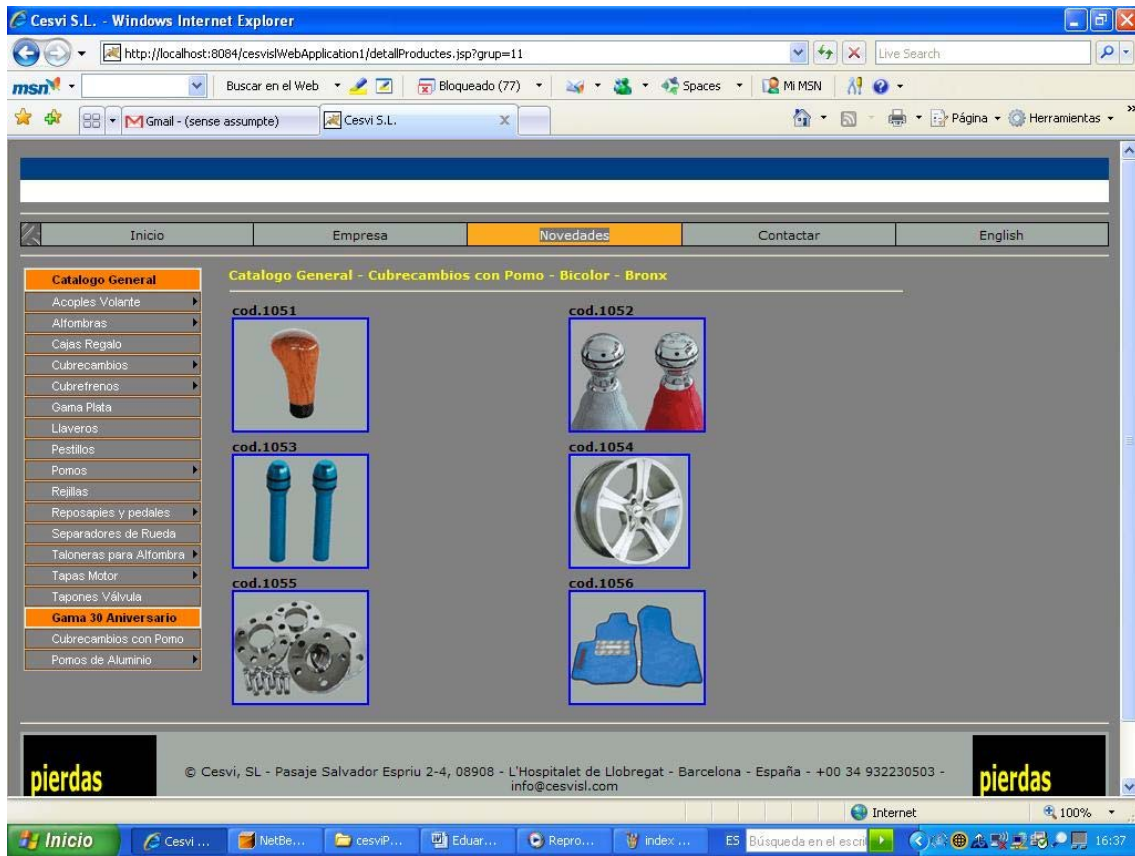 Cesvi S.L. - Windows Internet Explorer
http://localhost:8084/cesvislWebApplication1/detallProductes.jsp?grup=11
Live Search
msn
Buscar en el Web
Bloqueado (77)
Spaces
Mi MSN
Gmail - (sense assumpte)
Cesvi S.L.
Página
Herramientas
Inicio
Empresa
Novedades
Contactar
English
Catalogo General
Acoples Volante
Alfombras
Cajas Regalo
Cubrecambios
Cubrefrenos
Gama Plata
Llaveros
Pestillos
Pomos
Rejillas
Reposapies y pedales
Separadores de Rueda
Taloneras para Alfombra
Tapas Motor
Tapones Válvula
Gama 30 Aniversario
Cubrecambios con Pomo
Pomos de Aluminio
Catalogo General - Cubrecambios con Pomo - Bicolor - Bronx
cod.1051
cod.1052
cod.1053
cod.1054
cod.1055
cod.1056
pierdas
© Cesvi, SL - Pasaje Salvador Espriu 2-4, 08908 - L'Hospitalet de Llobregat - Barcelona - España - +00 34 932230503 -
info@cesvisl.com
pierdas
Internet
100%
Inicio
Cesvi ...
NetBe...
cesviP...
Eduar...
Repro...
index ...
ES
Búsqueda en el escrit
16:37